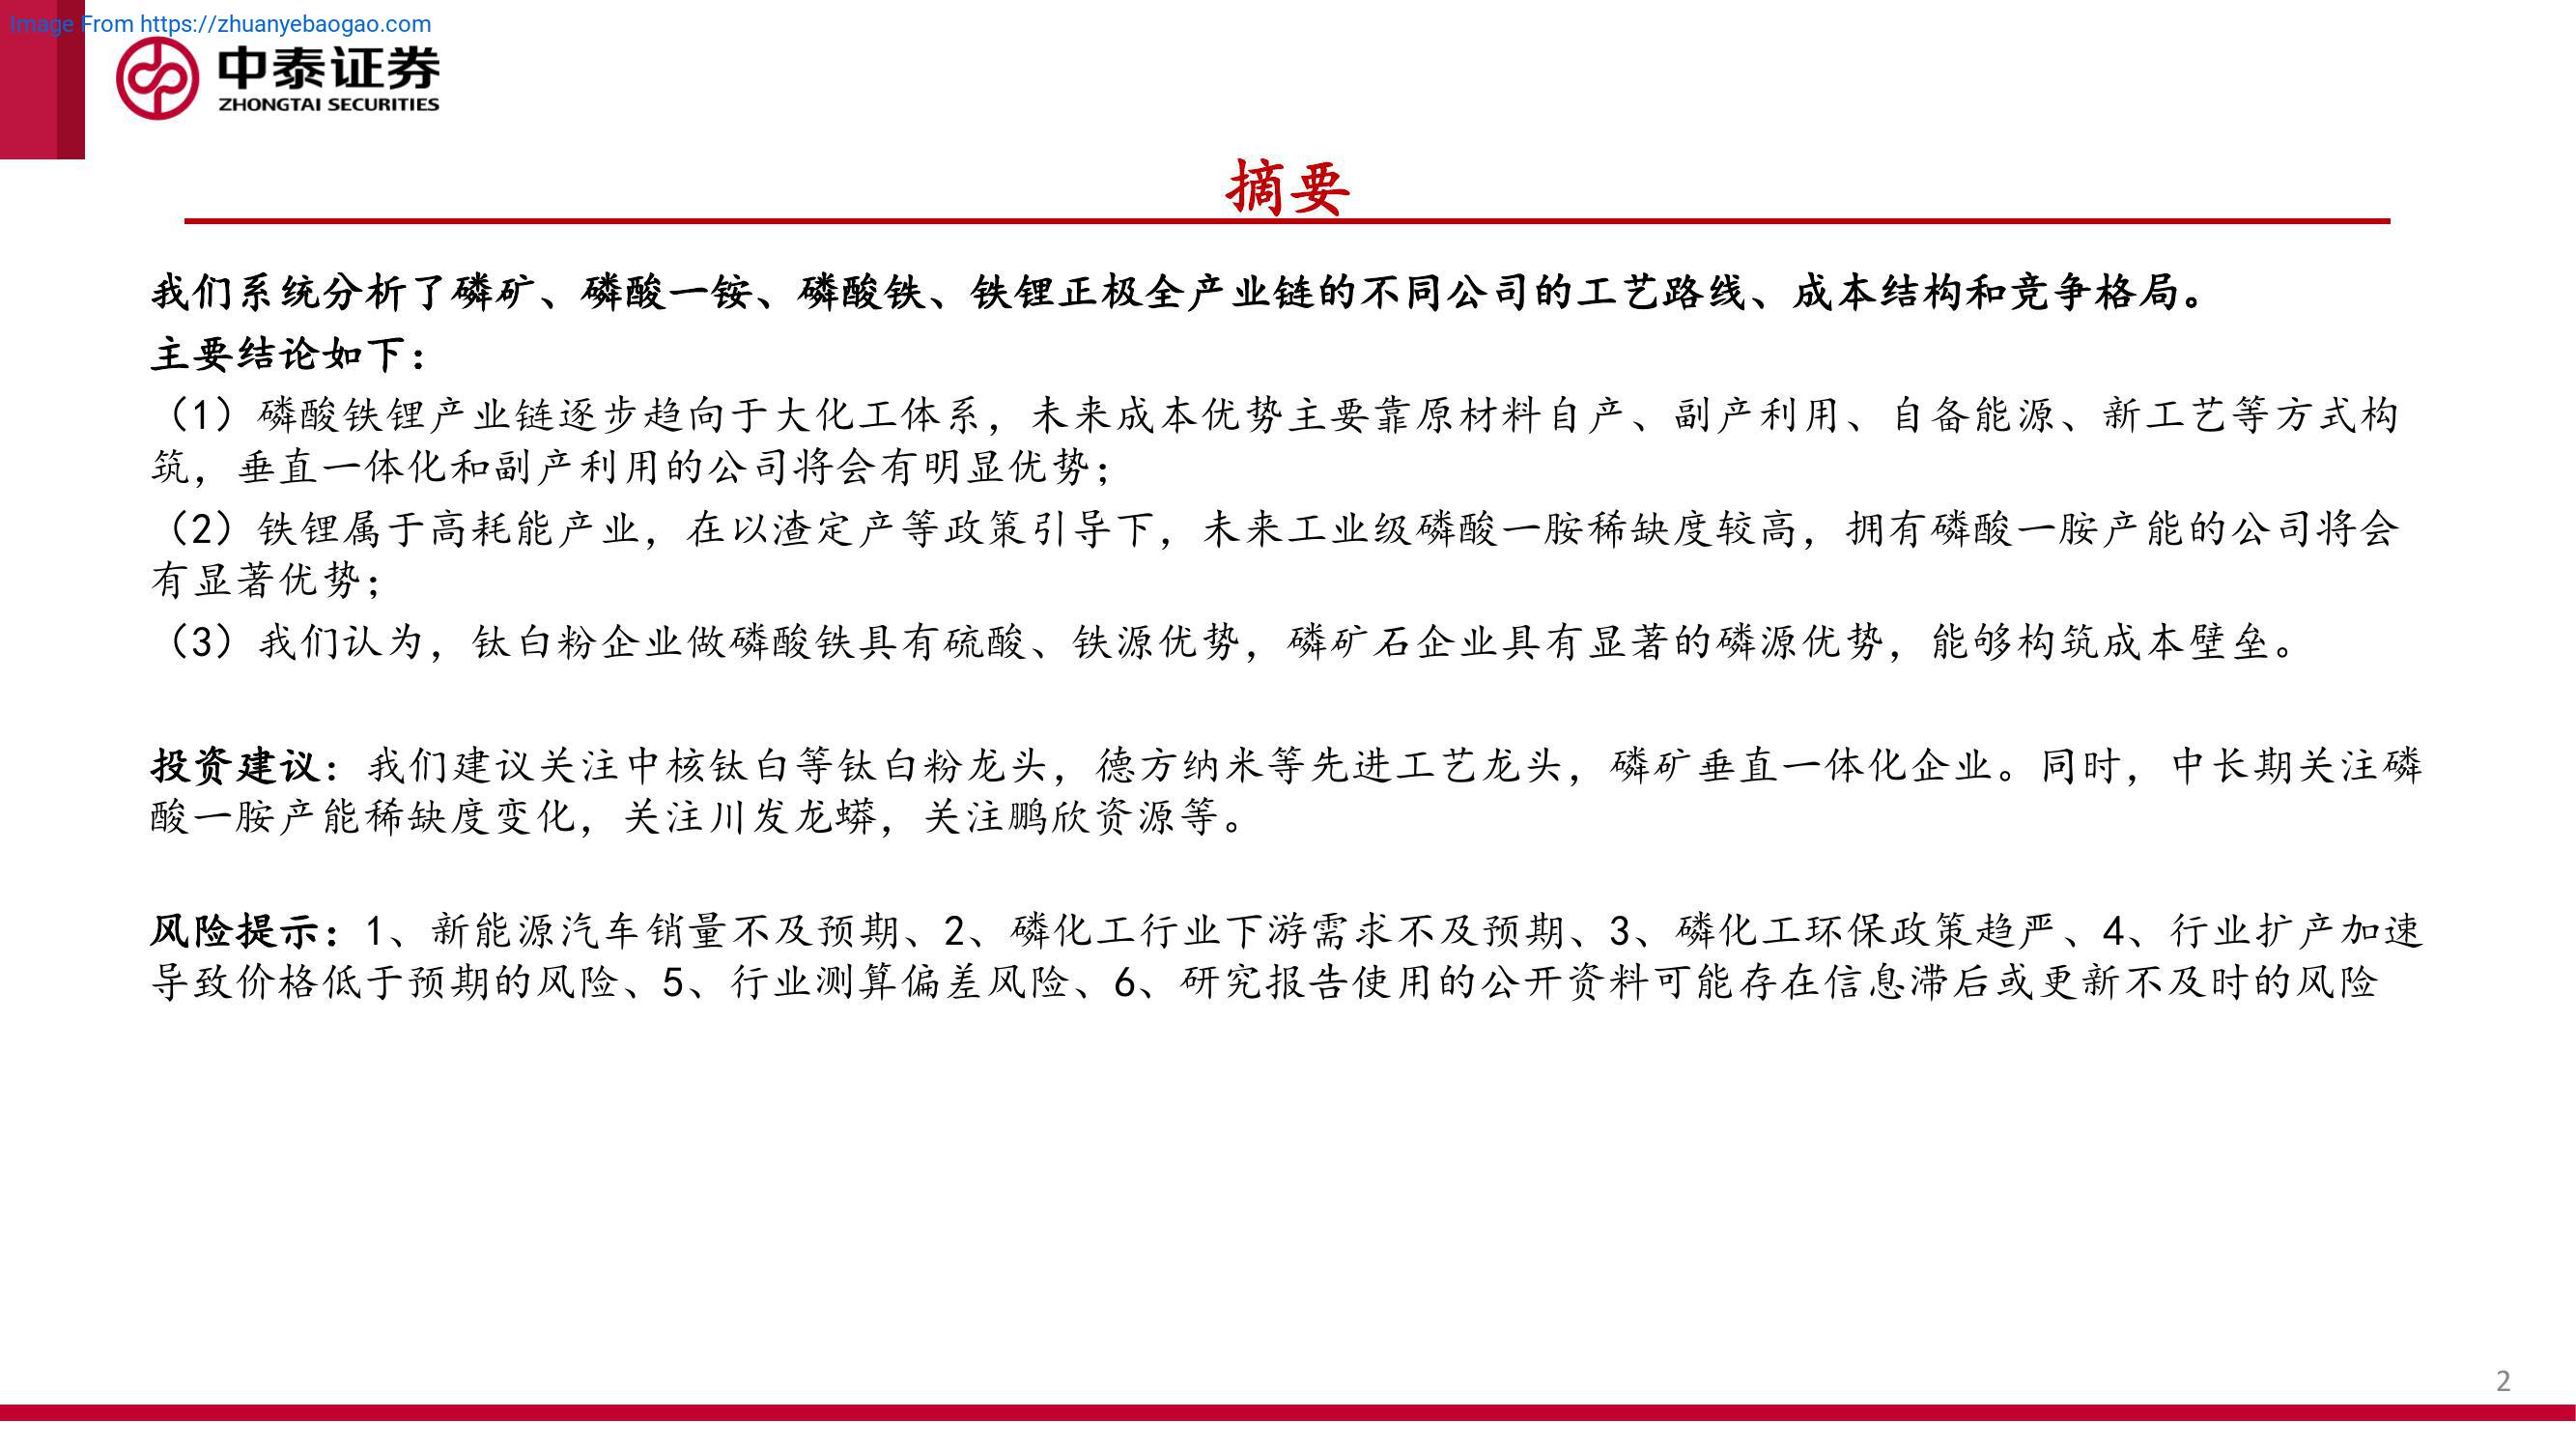 Image From https://zhuanyebaogao.com
中泰证券
ZHONGTAI SECURITIES
摘要
我们系统分析了磷矿、磷酸一铵、磷酸铁、铁锂正极全产业链的不同公司的工艺路线、成本结构和竞争格局。
主要结论如下：
（1）磷酸铁锂产业链逐步趋向于大化工体系，未来成本优势主要靠原材料自产、副产利用、自备能源、新工艺等方式构
筑，垂直一体化和副产利用的公司将会有明显优势；
（2）铁锂属于高耗能产业，在以渣定产等政策引导下，未来工业级磷酸一胺稀缺度较高，拥有磷酸一胺产能的公司将会
有显著优势；
（3）我们认为，钛白粉企业做磷酸铁具有硫酸、铁源优势，磷矿石企业具有显著的磷源优势，能够构筑成本壁垒。
投资建议：我们建议关注中核钛白等钛白粉龙头，德方纳米等先进工艺龙头，磷矿垂直一体化企业。同时，中长期关注磷
酸一胺产能稀缺度变化，关注川发龙蟒，关注鹏欣资源等。
风险提示：1、新能源汽车销量不及预期、2、磷化工行业下游需求不及预期、3、磷化工环保政策趋严、4、行业扩产加速
导致价格低于预期的风险、5、行业测算偏差风险、6、研究报告使用的公开资料可能存在信息滞后或更新不及时的风险
2